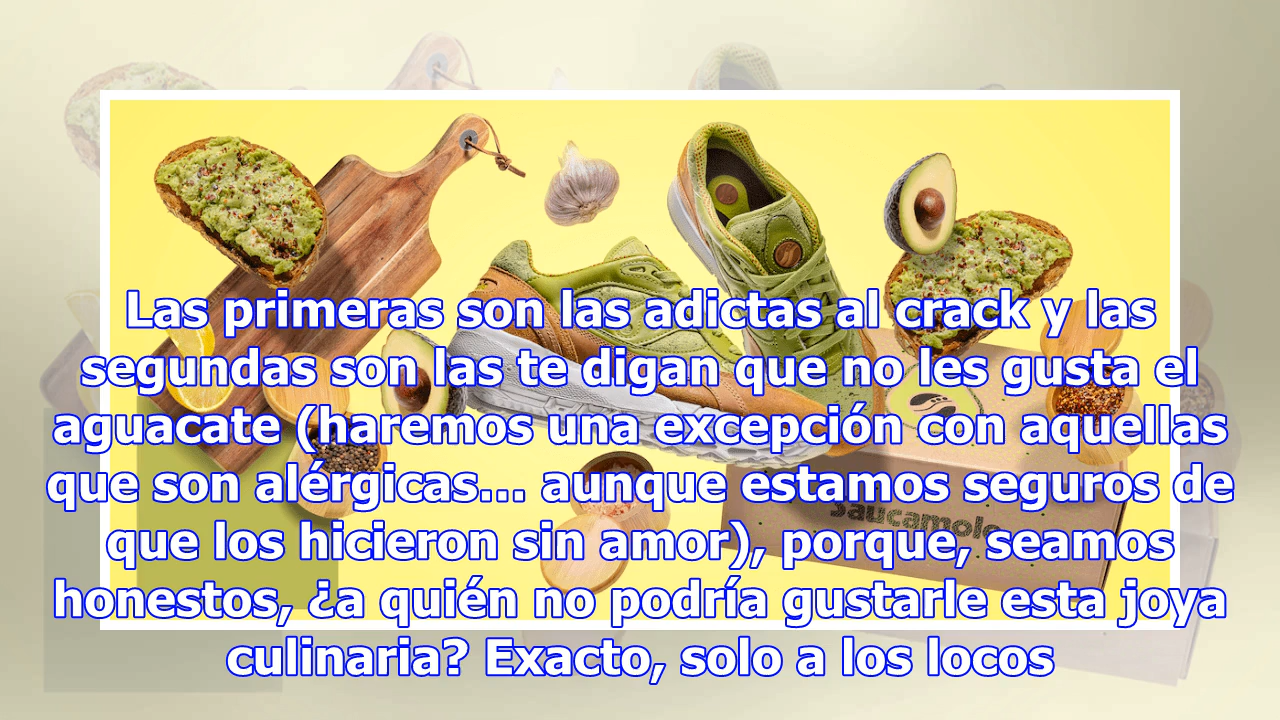 Las primeras son las adictas al crack y las
segundas son las te digan que no les gusta el
aguacate (haremos una excepción con aquellas
que son alérgicas... aunque estamos seguros de
que los hicieron sin amor), porque, seamos
honestos, ¿a quién no podría gustarle esta joya
culinaria? Exacto, solo a los locos
Saucamole